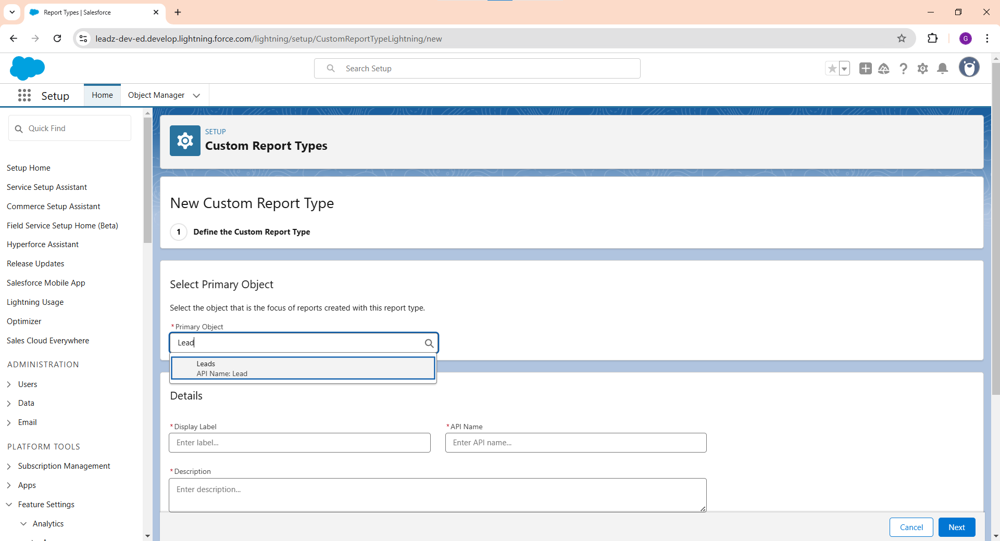 Report Types | Salesforce
leadz-dev-ed.develop.lightning.force.com/lightning/setup/CustomReportTypeLightning/new
G
Search Setup
Setup
Home
Object Manager
Quick Find
Setup Home
Service Setup Assistant
Commerce Setup Assistant
Field Service Setup Home (Beta)
Hyperforce Assistant
Release Updates
Salesforce Mobile App
Lightning Usage
Optimizer
Sales Cloud Everywhere
ADMINISTRATION
Users
Data
Email
PLATFORM TOOLS
Subscription Management
Apps
Feature Settings
Analytics
SETUP
Custom Report Types
New Custom Report Type
1 Define the Custom Report Type
Select Primary Object
Select the object that is the focus of reports created with this report type.
* Primary Object
Lead
Leads
API Name: Lead
Details
* Display Label
Enter label...
* API Name
Enter API name...
* Description
Enter description...
Cancel
Next